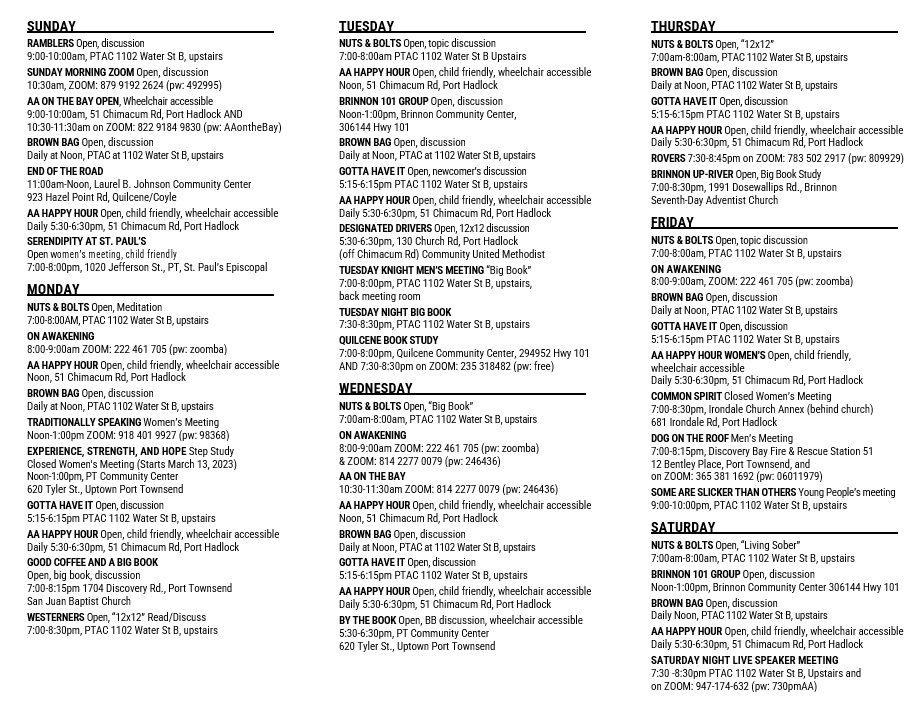 SUNDAY
RAMBLERS Open, discussion
9:00-10:00am, PTAC 1102 Water St B, upstairs
SUNDAY MORNING ZOOM Open, discussion
10:30am, ZOOM: 879 9192 2624 (pw: 492995)
AA ON THE BAY OPEN, Wheelchair accessible
9:00-10:00am, 51 Chimacum Rd, Port Hadlock AND
10:30-11:30am on ZOOM: 822 9184 9830 (pw: AAontheBay)
BROWN BAG Open, discussion
Daily at Noon, PTAC at 1102 Water St B, upstairs
END OF THE ROAD
11:00am-Noon, Laurel B. Johnson Community Center
923 Hazel Point Rd, Quilcene/Coyle
AA HAPPY HOUR Open, child friendly, wheelchair accessible
Daily 5:30-6:30pm, 51 Chimacum Rd, Port Hadlock
SERENDIPITY AT ST. PAUL'S
Open women's meeting, child friendly
7:00-8:00pm, 1020 Jefferson St., PT, St. Paul's Episcopal
MONDAY
NUTS & BOLTS Open, Meditation
7:00-8:00AM, PTAC 1102 Water St B, upstairs
ON AWAKENING
8:00-9:00am ZOOM: 222 461 705 (pw: zoomba)
AA HAPPY HOUR Open, child friendly, wheelchair accessible
Noon, 51 Chimacum Rd, Port Hadlock
BROWN BAG Open, discussion
Daily at Noon, PTAC 1102 Water St B, upstairs
TRADITIONALLY SPEAKING Women's Meeting
Noon-1:00pm ZOOM: 918 401 9927 (pw: 98368)
EXPERIENCE, STRENGTH, AND HOPE Step Study
Closed Women's Meeting (Starts March 13, 2023)
Noon-1:00pm, PT Community Center
620 Tyler St., Uptown Port Townsend
GOTTA HAVE IT Open, discussion
5:15-6:15pm PTAC 1102 Water St B, upstairs
AA HAPPY HOUR Open, child friendly, wheelchair accessible
Daily 5:30-6:30pm, 51 Chimacum Rd, Port Hadlock
GOOD COFFEE AND A BIG BOOK
Open, big book, discussion
7:00-8:15pm 1704 Discovery Rd., Port Townsend
San Juan Baptist Church
WESTERNERS Open, "12x12" Read/Discuss
7:00-8:30pm, PTAC 1102 Water St B, upstairs
TUESDAY
NUTS & BOLTS Open, topic discussion
7:00-8:00am PTAC 1102 Water St B Upstairs
AA HAPPY HOUR Open, child friendly, wheelchair accessible
Noon, 51 Chimacum Rd, Port Hadlock
BRINNON 101 GROUP Open, discussion
Noon-1:00pm, Brinnon Community Center,
306144 Hwy 101
BROWN BAG Open, discussion
Daily at Noon, PTAC at 1102 Water St B, upstairs
GOTTA HAVE IT Open, newcomer's discussion
5:15-6:15pm PTAC 1102 Water St B, upstairs
AA HAPPY HOUR Open, child friendly, wheelchair accessible
Daily 5:30-6:30pm, 51 Chimacum Rd, Port Hadlock
DESIGNATED DRIVERS Open, 12x12 discussion
5:30-6:30pm, 130 Church Rd, Port Hadlock
(off Chimacum Rd) Community United Methodist
TUESDAY KNIGHT MEN'S MEETING "Big Book"
7:00-8:00pm, PTAC 1102 Water St B, upstairs,
back meeting room
TUESDAY NIGHT BIG BOOK
7:30-8:30pm, PTAC 1102 Water St B, upstairs
QUILCENE BOOK STUDY
7:00-8:00pm, Quilcene Community Center, 294952 Hwy 101
AND 7:30-8:30pm on ZOOM: 235 318482 (pw: free)
WEDNESDAY
NUTS & BOLTS Open, "Big Book"
7:00am-8:00am, PTAC 1102 Water St B, upstairs
ON AWAKENING
8:00-9:00am ZOOM: 222 461 705 (pw: zoomba)
& ZOOM: 814 2277 0079 (pw: 246436)
AA ON THE BAY
10:30-11:30am ZOOM: 814 2277 0079 (pw: 246436)
AA HAPPY HOUR Open, child friendly, wheelchair accessible
Noon, 51 Chimacum Rd, Port Hadlock
BROWN BAG Open, discussion
Daily at Noon, PTAC at 1102 Water St B, upstairs
GOTTA HAVE IT Open, discussion
5:15-6:15pm PTAC 1102 Water St B, upstairs
AA HAPPY HOUR Open, child friendly, wheelchair accessible
Daily 5:30-6:30pm, 51 Chimacum Rd, Port Hadlock
BY THE BOOK Open, BB discussion, wheelchair accessible
5:30-6:30pm, PT Community Center
620 Tyler St., Uptown Port Townsend
THURSDAY
NUTS & BOLTS Open, "12x12"
7:00am-8:00am, PTAC 1102 Water St B, upstairs
BROWN BAG Open, discussion
Daily at Noon, PTAC 1102 Water St B, upstairs
GOTTA HAVE IT Open, discussion
5:15-6:15pm PTAC 1102 Water St B, upstairs
AA HAPPY HOUR Open, child friendly, wheelchair accessible
Daily 5:30-6:30pm, 51 Chimacum Rd, Port Hadlock
ROVERS 7:30-8:45pm on ZOOM: 783 502 2917 (pw: 809929)
BRINNON UP-RIVER Open, Big Book Study
7:00-8:30pm, 1991 Dosewallips Rd., Brinnon
Seventh-Day Adventist Church
FRIDAY
NUTS & BOLTS Open, topic discussion
7:00-8:00am, PTAC 1102 Water St B, upstairs
ON AWAKENING
8:00-9:00am, ZOOM: 222 461 705 (pw: zoomba)
BROWN BAG Open, discussion
Daily at Noon, PTAC 1102 Water St B, upstairs
GOTTA HAVE IT Open, discussion
5:15-6:15pm PTAC 1102 Water St B, upstairs
AA HAPPY HOUR WOMEN'S Open, child friendly,
wheelchair accessible
Daily 5:30-6:30pm, 51 Chimacum Rd, Port Hadlock
COMMON SPIRIT Closed Women's Meeting
7:00-8:30pm, Irondale Church Annex (behind church)
681 Irondale Rd, Port Hadlock
DOG ON THE ROOF Men's Meeting
7:00-8:15pm, Discovery Bay Fire & Rescue Station 51
12 Bentley Place, Port Townsend, and
on ZOOM: 365 381 1692 (pw: 06011979)
SOME ARE SLICKER THAN OTHERS Young People's meeting
9:00-10:00pm, PTAC 1102 Water St B, upstairs
SATURDAY
NUTS & BOLTS Open, "Living Sober"
7:00am-8:00am, PTAC 1102 Water St B, upstairs
BRINNON 101 GROUP Open, discussion
Noon-1:00pm, Brinnon Community Center 306144 Hwy 101
BROWN BAG Open, discussion
Daily Noon, PTAC 1102 Water St B, upstairs
AA HAPPY HOUR Open, child friendly, wheelchair accessible
Daily 5:30-6:30pm, 51 Chimacum Rd, Port Hadlock
SATURDAY NIGHT LIVE SPEAKER MEETING
7:30 -8:30pm PTAC 1102 Water St B, Upstairs and
on ZOOM: 947-174-632 (pw: 730pmAA)